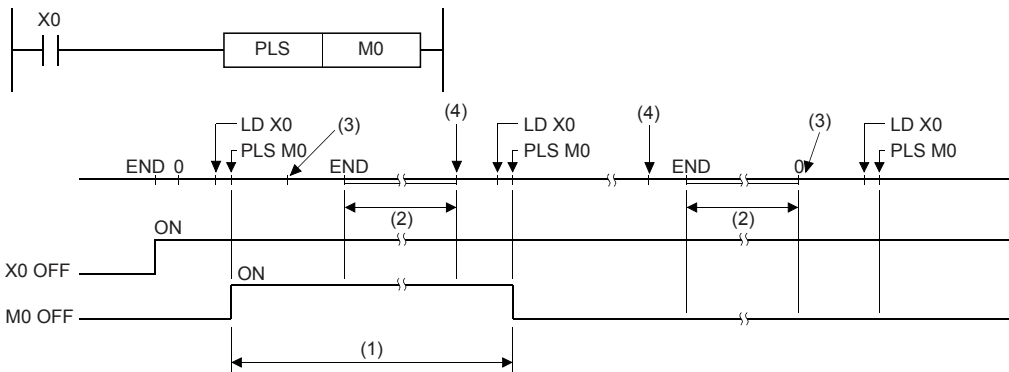 X0
PLS M0
(4) (4)
LD X0 (3) LD X0 (3) LD X0
PLS M0 PLS M0 PLS M0
END 0 END END 0
(2) (2)
ON
X0 OFF
ON
M0 OFF
(1)